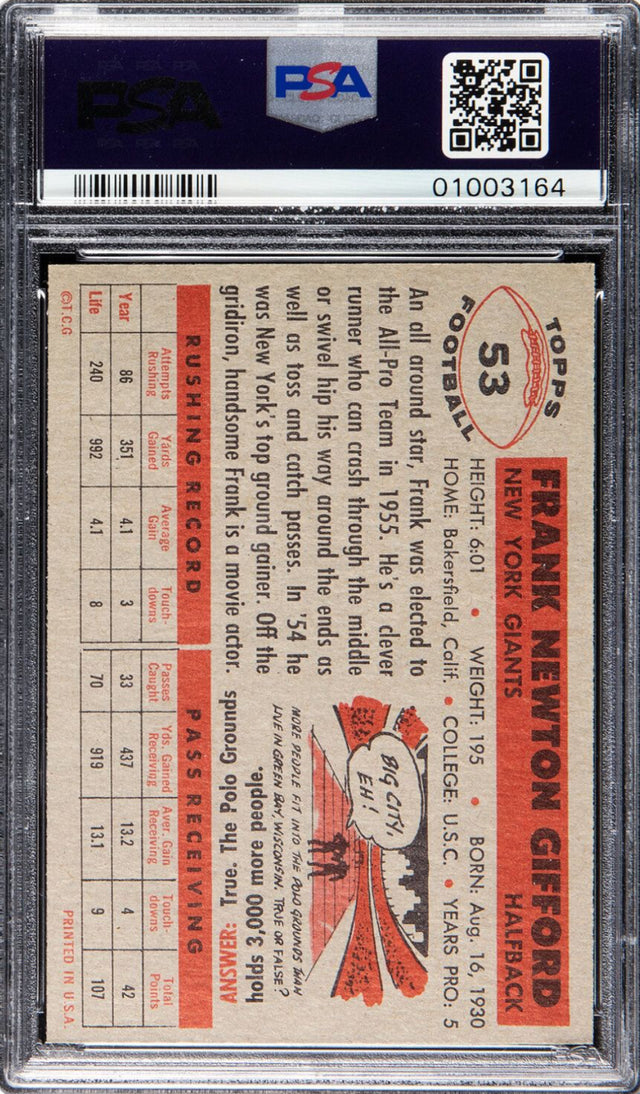 PSA
PSA
01003164
TOPPS
53
FOOTBALL
FRANK NEWTON GIFFORD
NEW YORK GIANTS HALFBACK
HEIGHT: 6:01 • WEIGHT: 195 • BORN: Aug. 16, 1930
HOME: Bakersfield, Calif. • COLLEGE: U.S.C. • YEARS PRO: 5
An all around star, Frank was elected to
the All-Pro Team in 1955. He's a clever
runner who can crash through the middle
or swivel hip his way around the ends as
well as toss and catch passes. In '54 he
was New York's top ground gainer. Off the
gridiron, handsome Frank is a movie actor.
BIG CITY,
EH!
MORE PEOPLE FIT INTO THE POLO GROUNDS THAN
LIVE IN GREEN BAY, WISCONSIN. TRUE OR FALSE?
ANSWER: True. The Polo Grounds
holds 3,000 more people.
RUSHING RECORD PASS RECEIVING
Attempts Rushing Yards Gained Average Gain Touch-downs Passes Caught Yds. Gained Receiving Aver. Gain Receiving Touch-downs Total Points
Year 86 351 4.1 3 33 437 13.2 4 42
Life 240 992 4.1 8 70 919 13.1 9 107
©T.C.G PRINTED IN U.S.A.